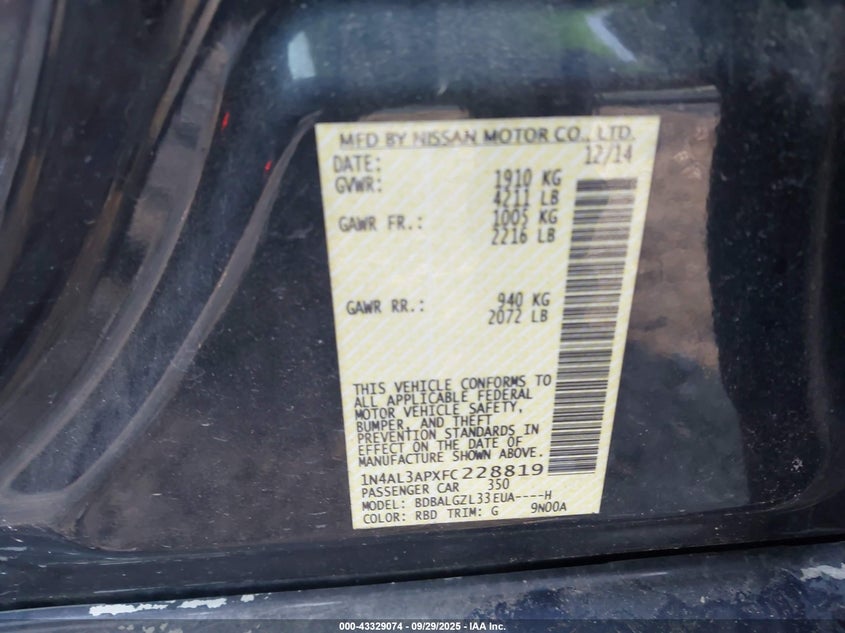 MFD BY NISSAN MOTOR CO., LTD.
DATE: 12/14
GVWR: 1910 KG
4211 LB
GAWR FR.: 1005 KG
2216 LB
GAWR RR.: 940 KG
2072 LB
THIS VEHICLE CONFORMS TO
ALL APPLICABLE FEDERAL
MOTOR VEHICLE SAFETY,
BUMPER, AND THEFT
PREVENTION STANDARDS IN
EFFECT ON THE DATE OF
MANUFACTURE SHOWN ABOVE.
1N4AL3APXFC228819
PASSENGER CAR 350
MODEL: BDBALGZL33EUA----H
COLOR: RBD TRIM: G 9N00A
000-43329074 - 09/29/2025 - IAA Inc.